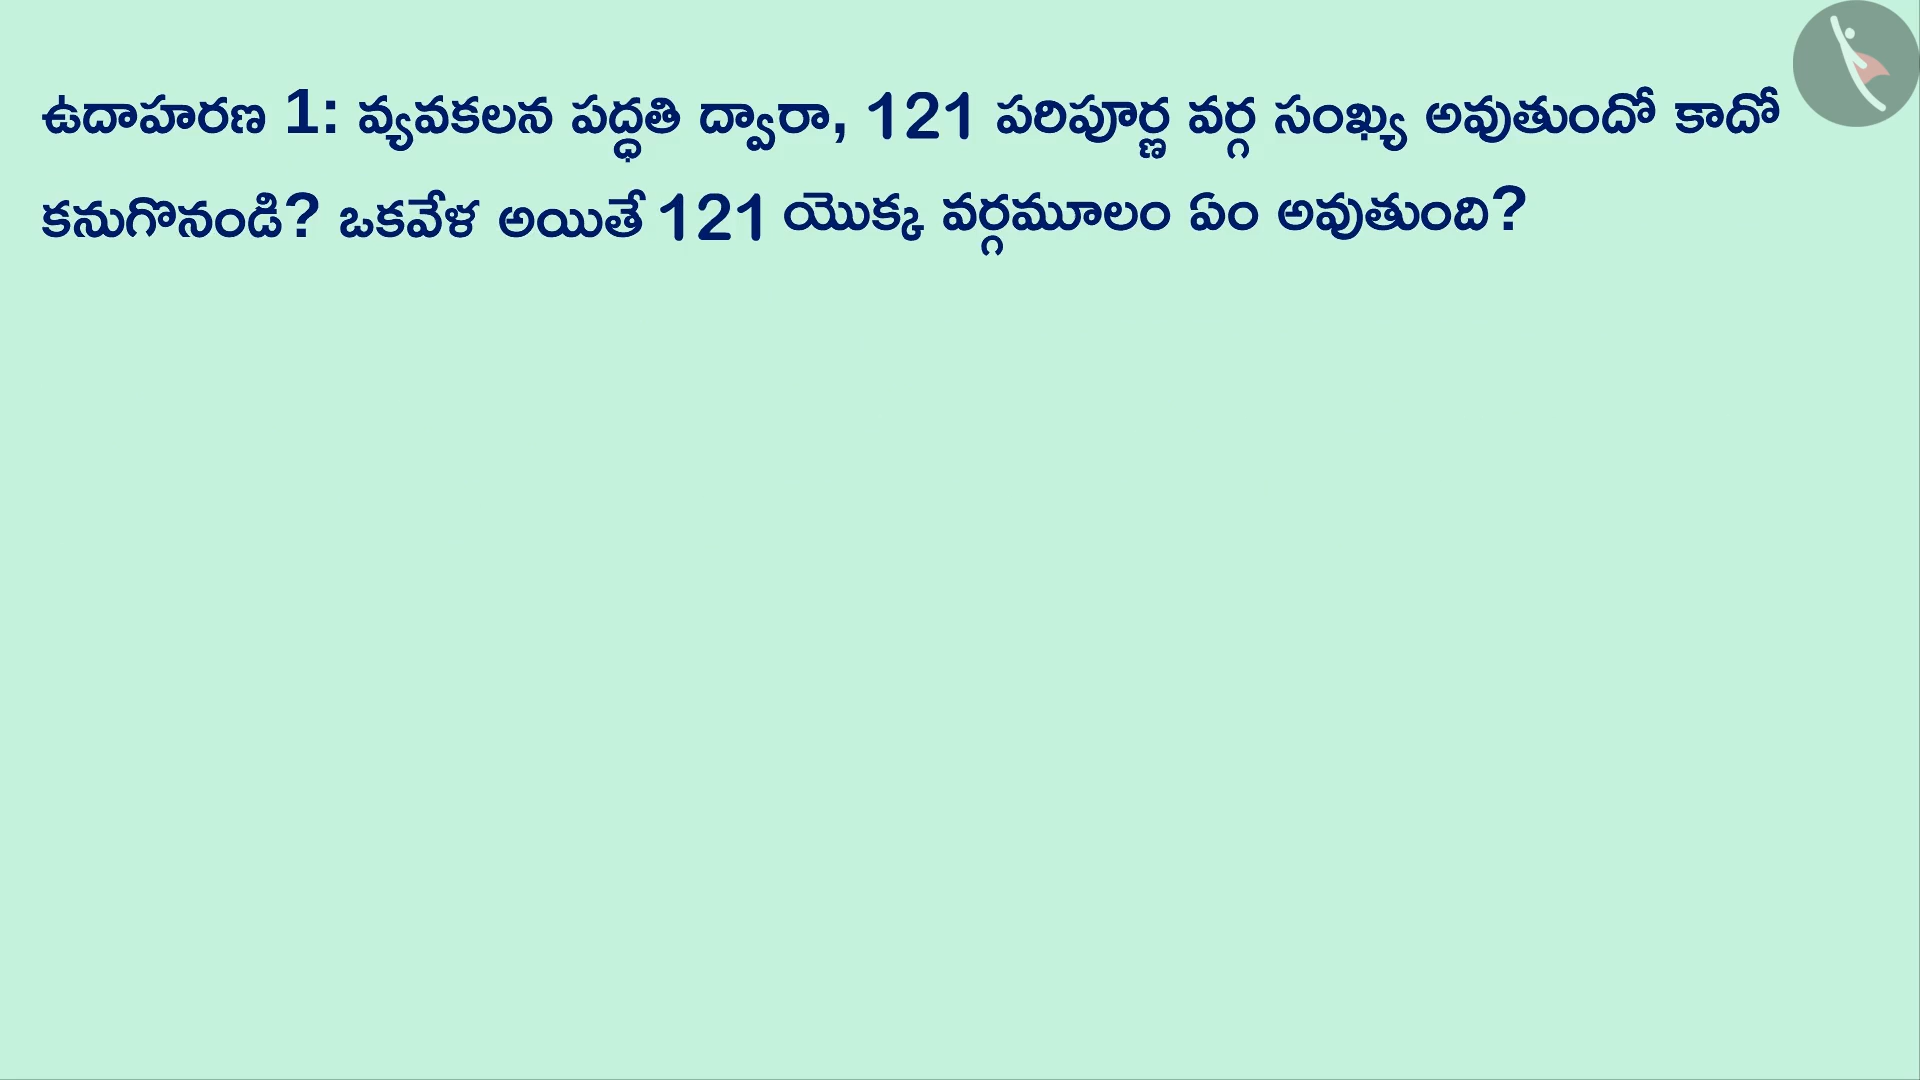 ఉదాహరణ 1: వ్యవకలన పద్ధతి ద్వారా, 121 పరిపూర్ణ వర్గ సంఖ్య అవుతుందో కాదో
కనుగొనండి? ఒకవేళ అయితే 121 యొక్క వర్గమూలం ఏం అవుతుంది?